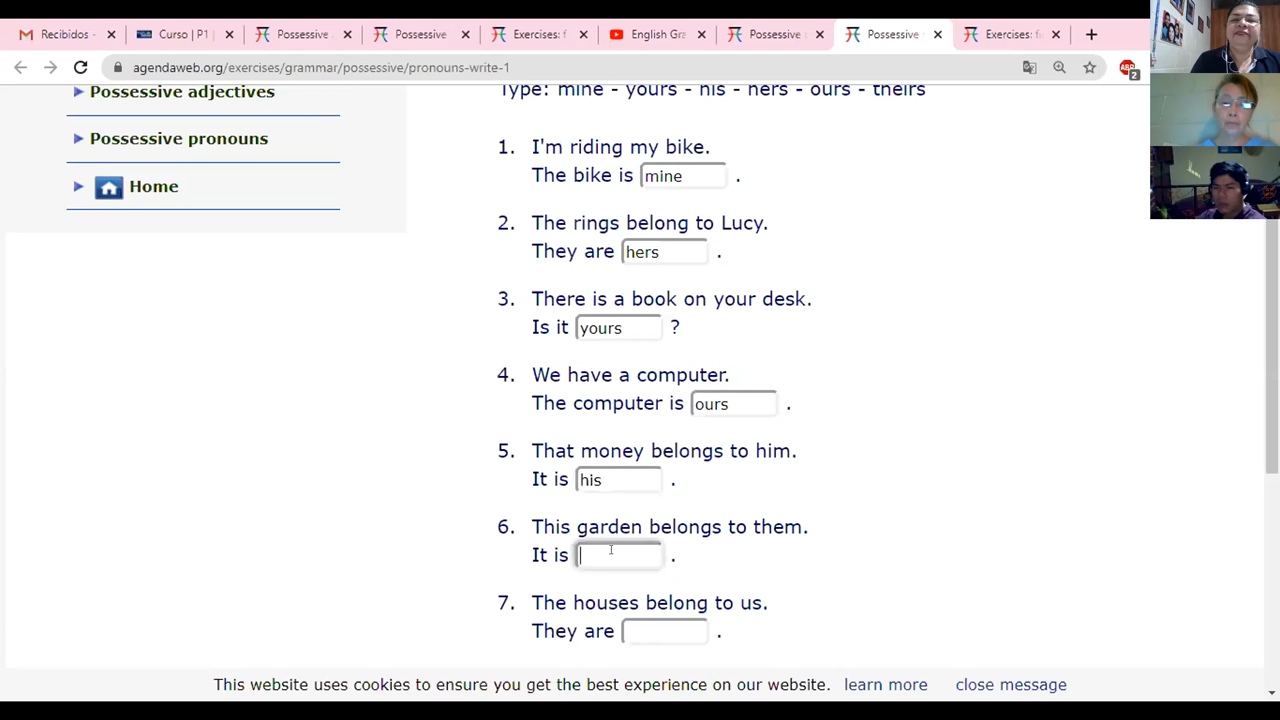 Recibidos -
Curso | P1 |
Possessive
Possessive
Exercises: f
English Gra
Possessive
Possessive
Exercises: f
agendaweb.org/exercises/grammar/possessive/pronouns-write-1
ABP
2
Possessive adjectives
Possessive pronouns
Home
Type: mine - yours - his - hers - ours - theirs
1. I'm riding my bike.
The bike is mine .
2. The rings belong to Lucy.
They are hers .
3. There is a book on your desk.
Is it yours ?
4. We have a computer.
The computer is ours .
5. That money belongs to him.
It is his .
6. This garden belongs to them.
It is .
7. The houses belong to us.
They are .
This website uses cookies to ensure you get the best experience on our website. learn more close message